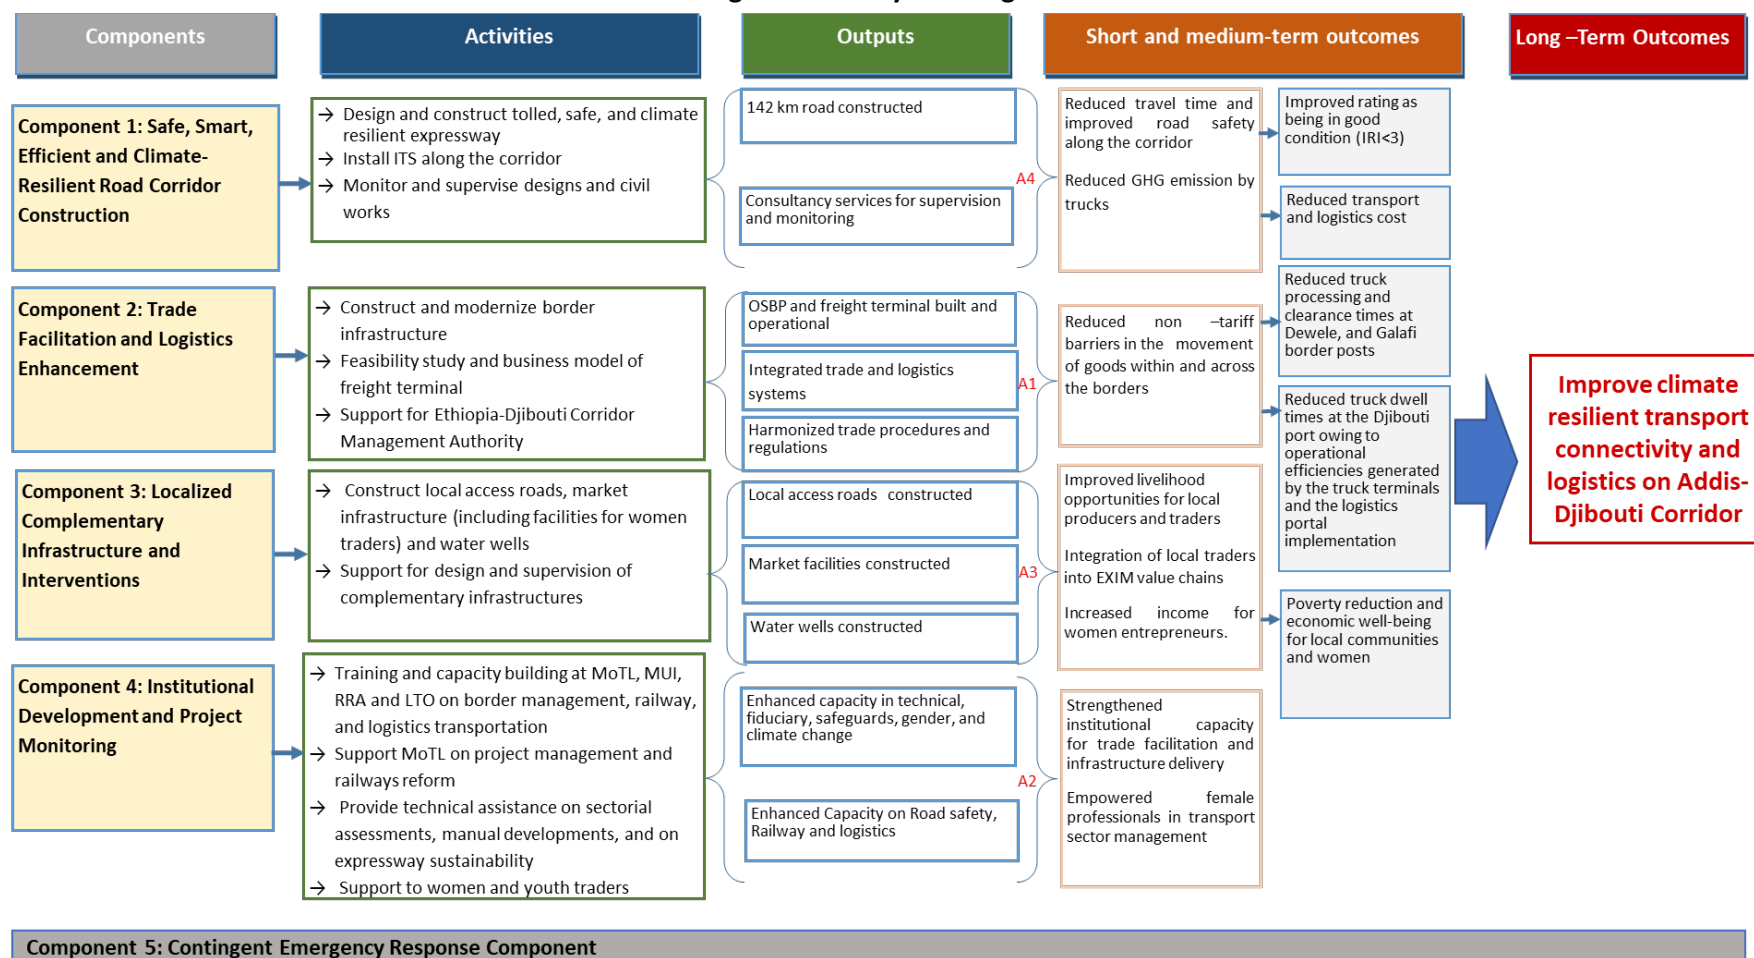 Components
Activities
Outputs
Short and medium-term outcomes
Long –Term Outcomes
Component 1: Safe, Smart,
Efficient and Climate-
Resilient Road Corridor
Construction
→ Design and construct tolled, safe, and climate
resilient expressway
→ Install ITS along the corridor
→ Monitor and supervise designs and civil
works
142 km road constructed
Consultancy services for supervision
and monitoring
A4
Reduced travel time and
improved road safety
along the corridor
Reduced GHG emission by
trucks
Improved rating as
being in good
condition (IRI<3)
Reduced transport
and logistics cost
Component 2: Trade
Facilitation and Logistics
Enhancement
→ Construct and modernize border
infrastructure
→ Feasibility study and business model of
freight terminal
→ Support for Ethiopia-Djibouti Corridor
Management Authority
OSBP and freight terminal built and
operational
Integrated trade and logistics
systems
Harmonized trade procedures and
regulations
A1
Reduced non –tariff
barriers in the movement
of goods within and across
the borders
Reduced truck
processing and
clearance times at
Dewele, and Galafi
border posts
Reduced truck dwell
times at the Djibouti
port owing to
operational
efficiencies generated
by the truck terminals
and the logistics
portal
implementation
Component 3: Localized
Complementary
Infrastructure and
Interventions
→ Construct local access roads, market
infrastructure (including facilities for women
traders) and water wells
→ Support for design and supervision of
complementary infrastructures
Local access roads constructed
Market facilities constructed
Water wells constructed
A3
Improved livelihood
opportunities for local
producers and traders
Integration of local traders
into EXIM value chains
Increased income for
women entrepreneurs.
Poverty reduction and
economic well-being
for local communities
and women
Component 4: Institutional
Development and Project
Monitoring
→ Training and capacity building at MoTL, MUI,
RRA and LTO on border management, railway,
and logistics transportation
→ Support MoTL on project management and
railways reform
→ Provide technical assistance on sectorial
assessments, manual developments, and on
expressway sustainability
→ Support to women and youth traders
Enhanced capacity in technical,
fiduciary, safeguards, gender, and
climate change
Enhanced Capacity on Road safety,
Railway and logistics
A2
Strengthened
institutional capacity
for trade facilitation and
infrastructure delivery
Empowered female
professionals in transport
sector management
Improve climate
resilient transport
connectivity and
logistics on Addis-
Djibouti Corridor
Component 5: Contingent Emergency Response Component